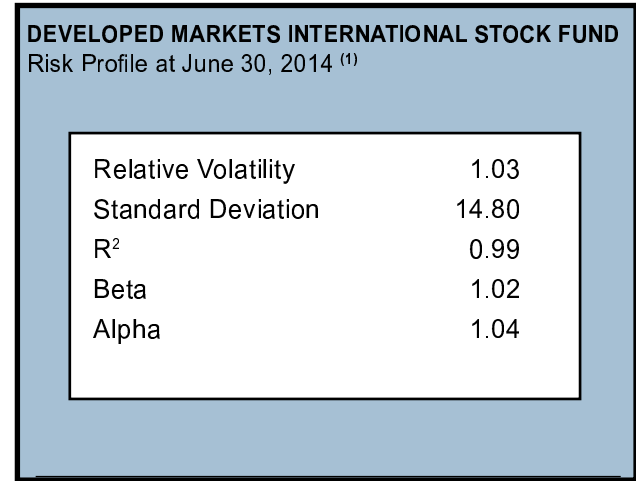 DEVELOPED MARKETS INTERNATIONAL STOCK FUND
Risk Profile at June 30, 2014 (1)
Relative Volatility 1.03
Standard Deviation 14.80
R² 0.99
Beta 1.02
Alpha 1.04